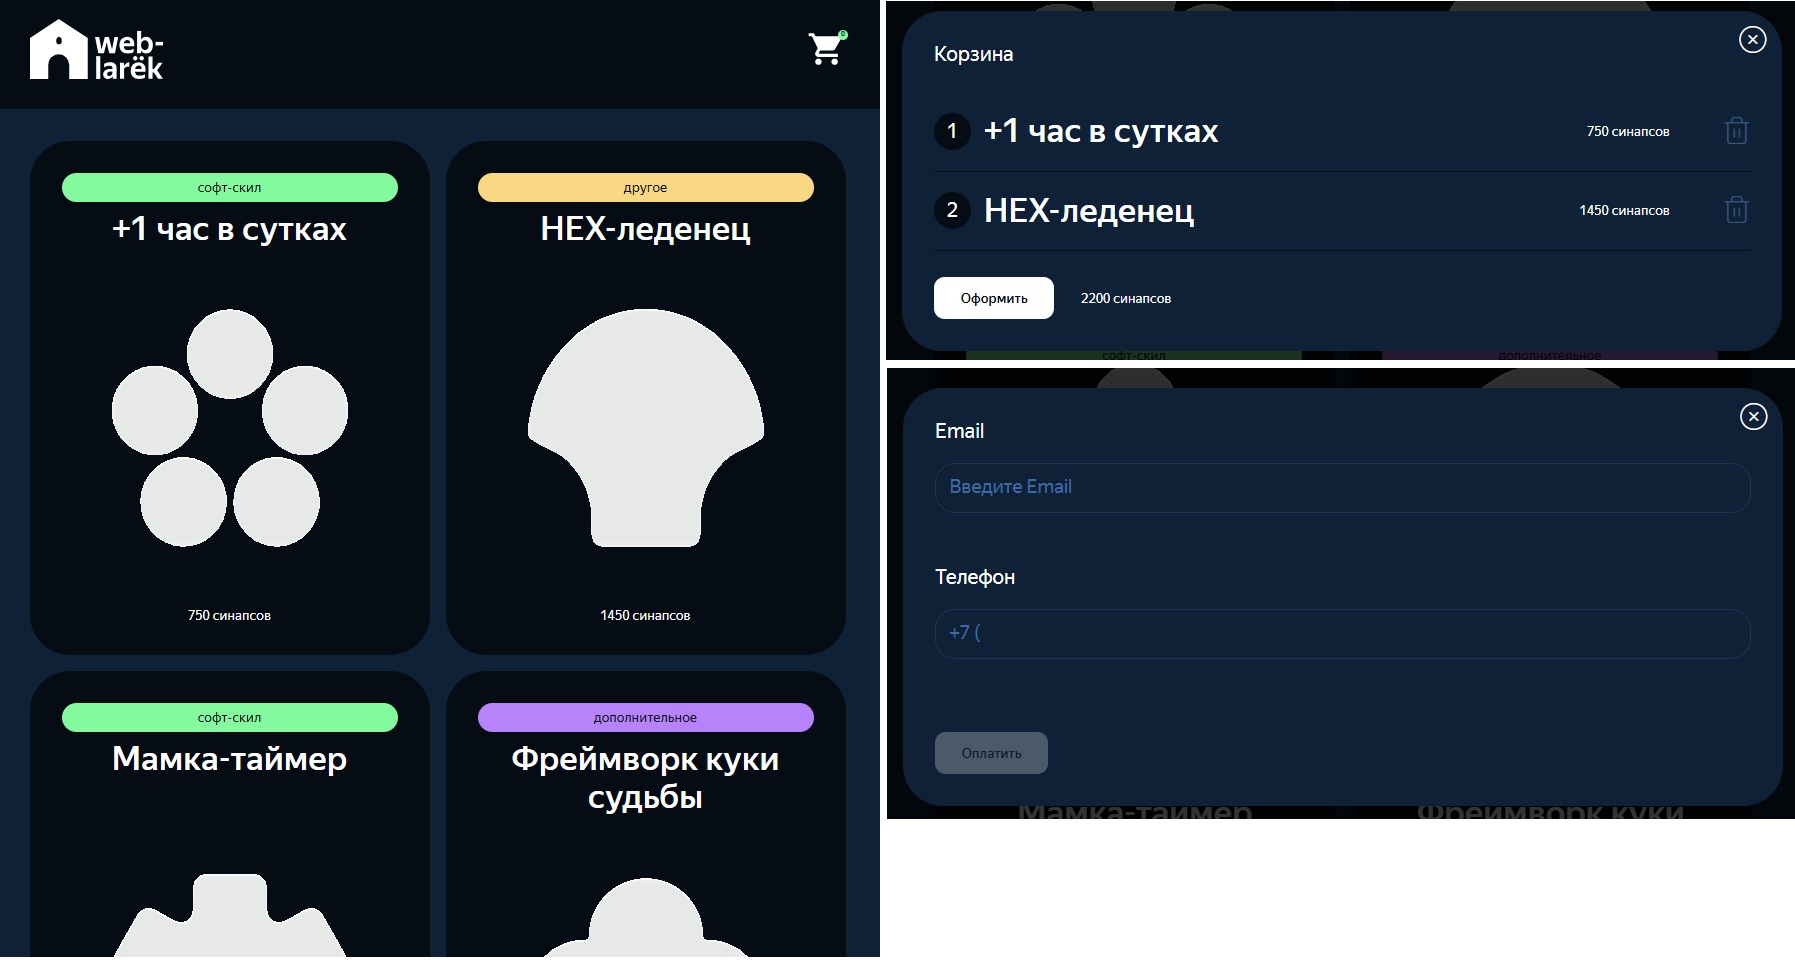 web-
larëk
0
софт-скил
+1 час в сутках
750 синапсов
другое
HEX-леденец
1450 синапсов
софт-скил
Мамка-таймер
дополнительное
Фреймворк куки
судьбы
Корзина
1 +1 час в сутках 750 синапсов
2 HEX-леденец 1450 синапсов
Оформить 2200 синапсов
софт-скил дополнительное
Email
Введите Email
Телефон
+7 (
Оплатить
Мамка-таймер Фреймворк куки